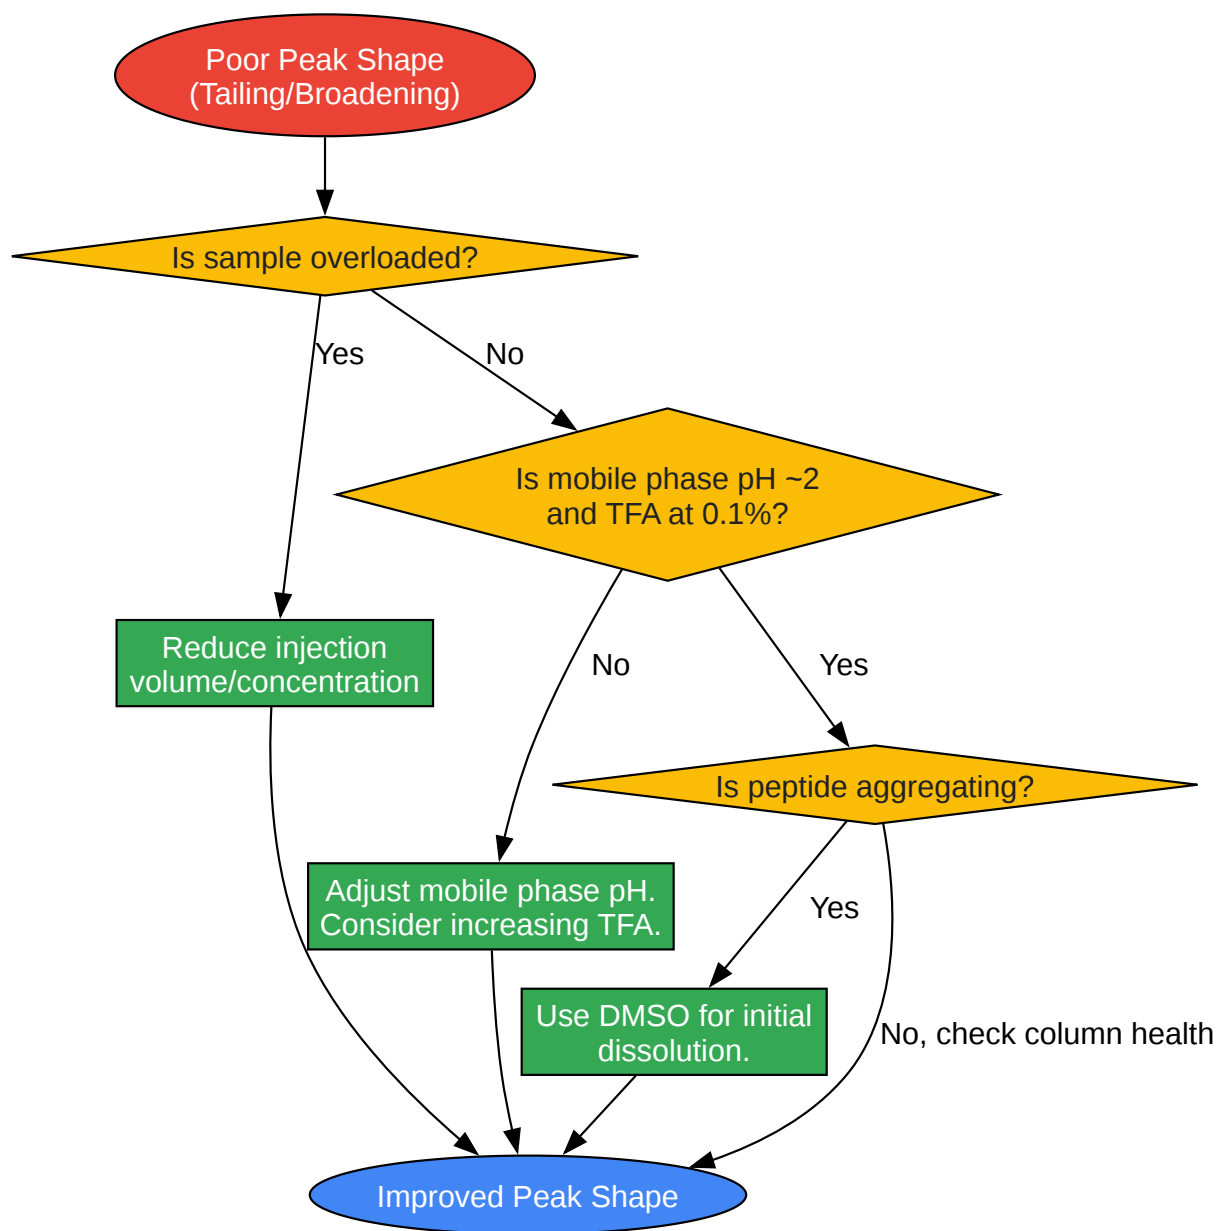 Poor Peak Shape
(Tailing/Broadening)
Is sample overloaded?
Yes
No
Is mobile phase pH ~2
and TFA at 0.1%?
Reduce injection
volume/concentration
No
Yes
Is peptide aggregating?
Adjust mobile phase pH.
Consider increasing TFA.
Yes
Use DMSO for initial
dissolution.
No, check column health
Improved Peak Shape